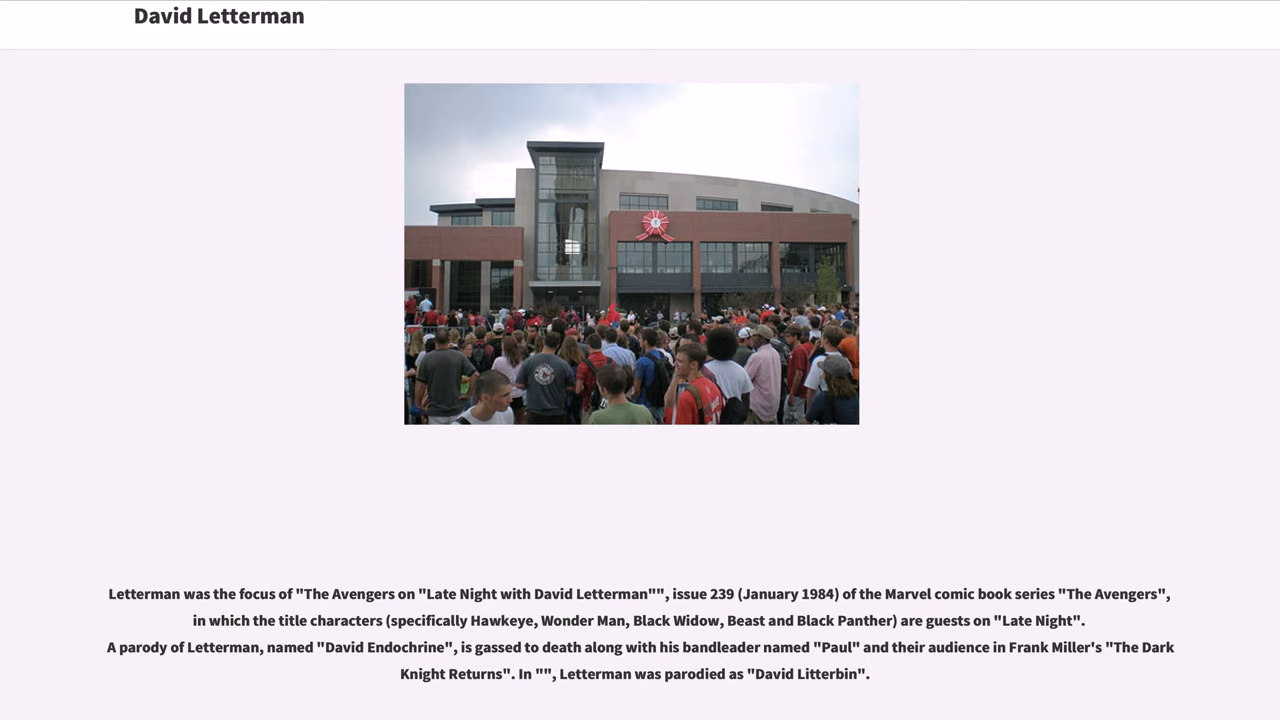 David Letterman
Letterman was the focus of "The Avengers on "Late Night with David Letterman"", issue 239 (January 1984) of the Marvel comic book series "The Avengers",
in which the title characters (specifically Hawkeye, Wonder Man, Black Widow, Beast and Black Panther) are guests on "Late Night".
A parody of Letterman, named "David Endochrine", is gassed to death along with his bandleader named "Paul" and their audience in Frank Miller's "The Dark
Knight Returns". In "", Letterman was parodied as "David Litterbin".